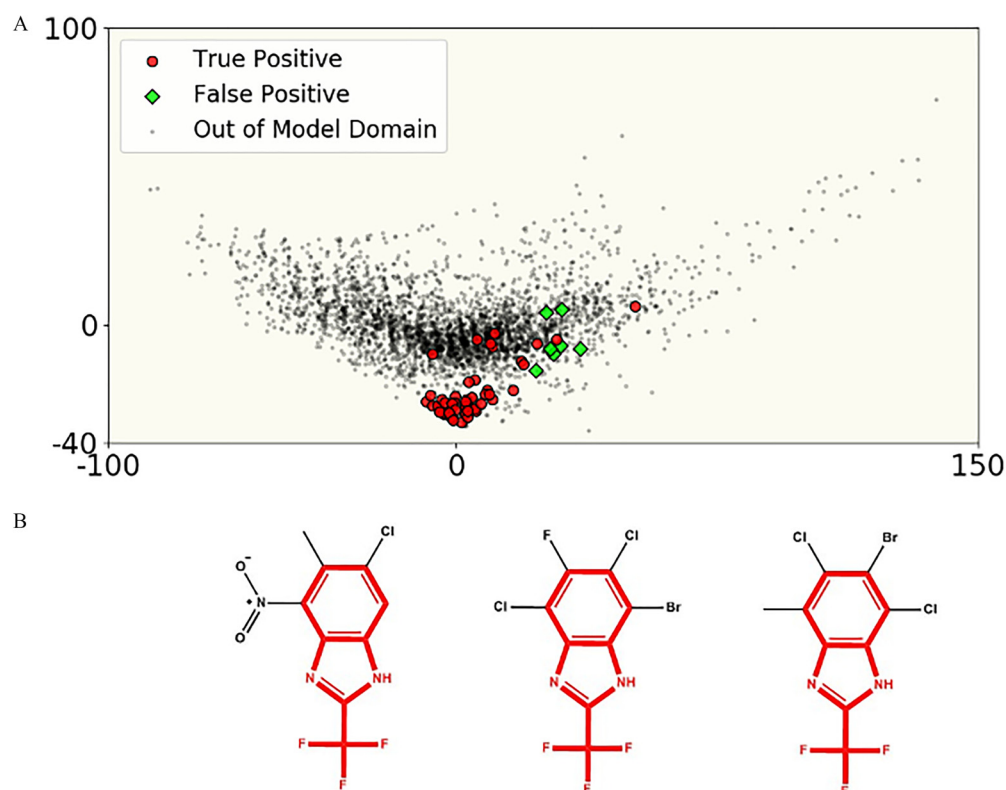 A
100
True Positive
False Positive
Out of Model Domain
0
-40
-100 0 150
B
Cl
O-
N+
O
N NH
F F
F
F Cl
Cl Br
N NH
F F
F
Cl Br
Cl
N NH
F F
F